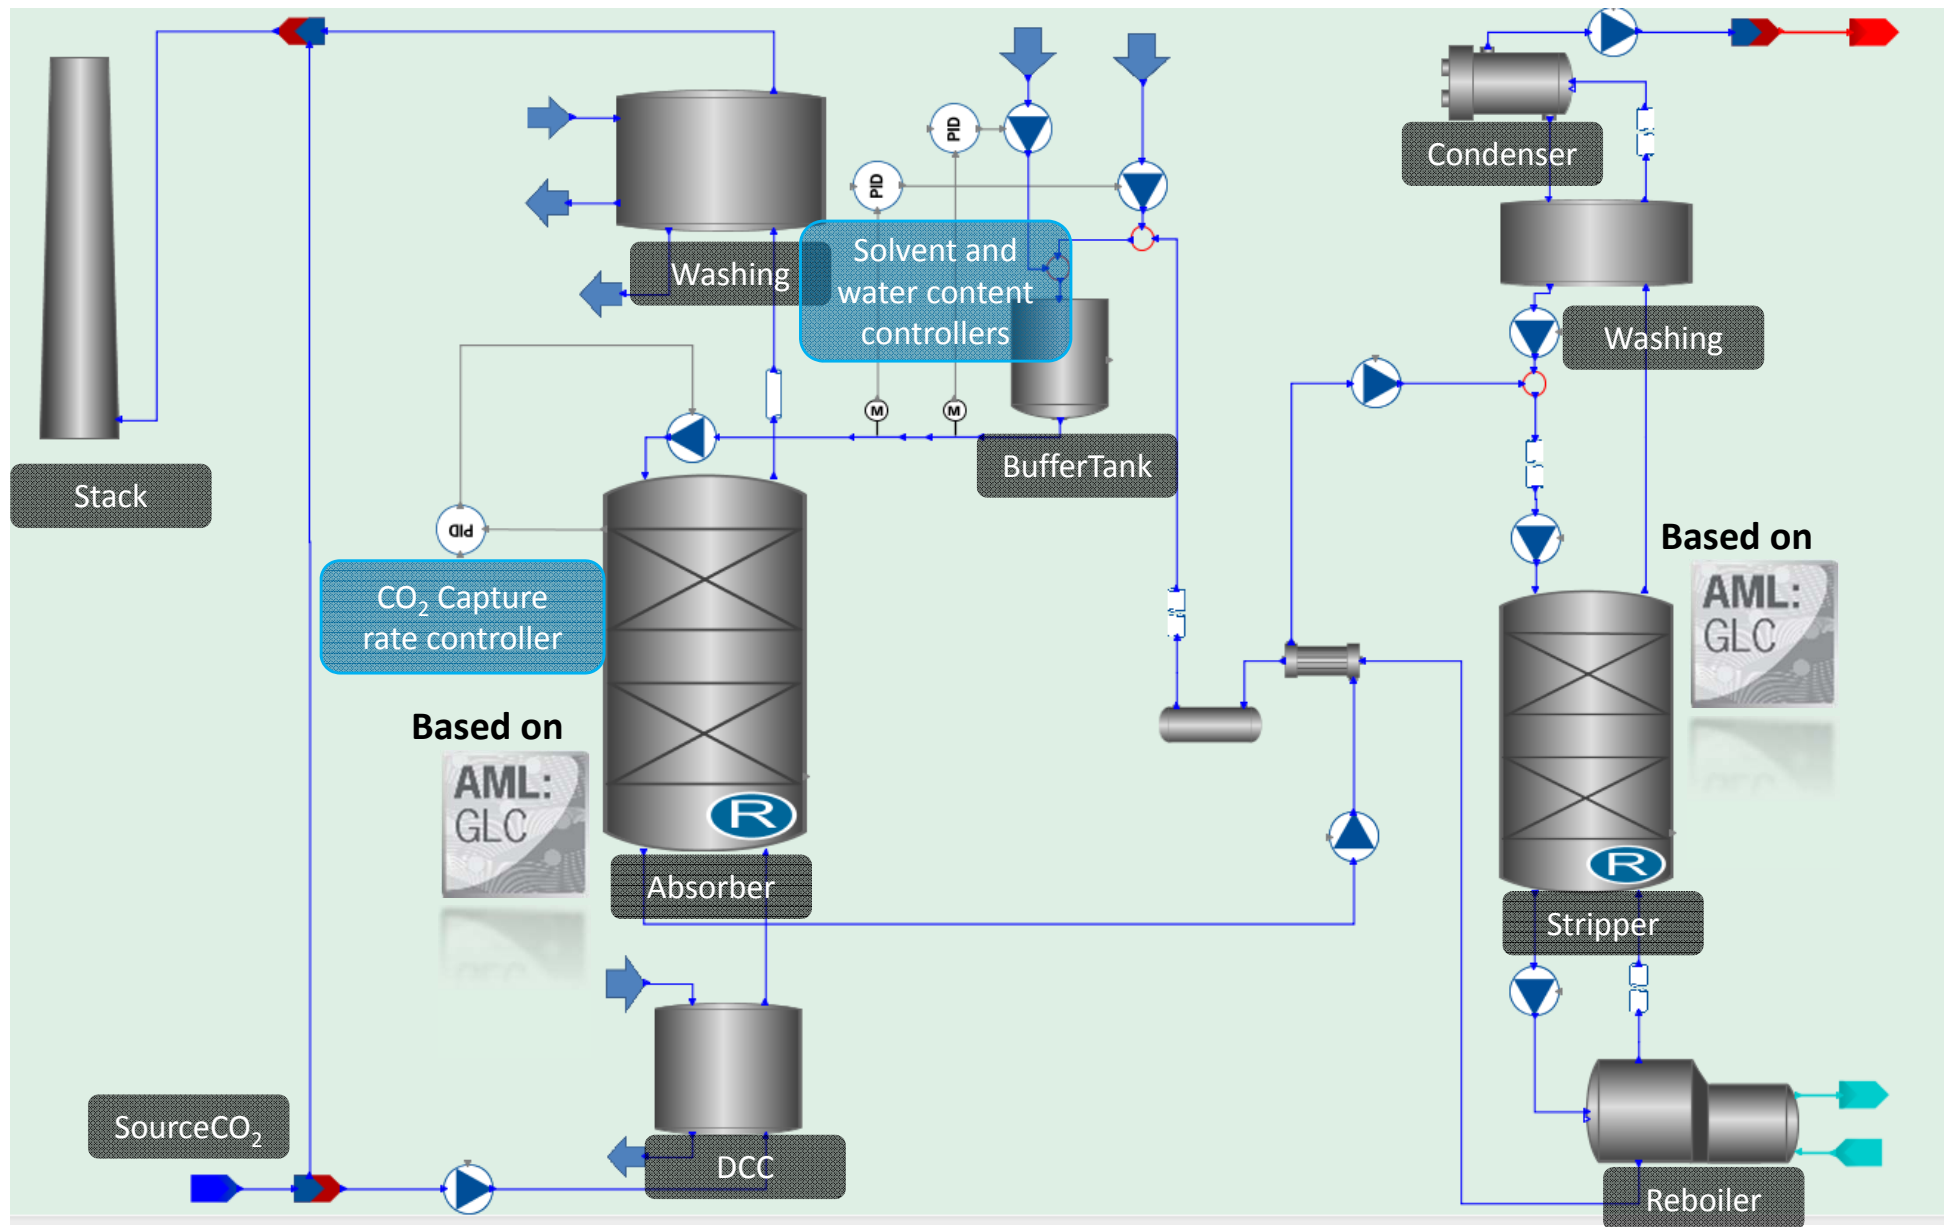 PID
PID
Condenser
Solvent and
water content
controllers
Washing
Washing
M
M
BufferTank
Stack
PID
Based on
CO₂ Capture
rate controller
AML:
GLC
Based on
AML:
GLC
R
R
Absorber
Stripper
SourceCO₂
DCC
Reboiler